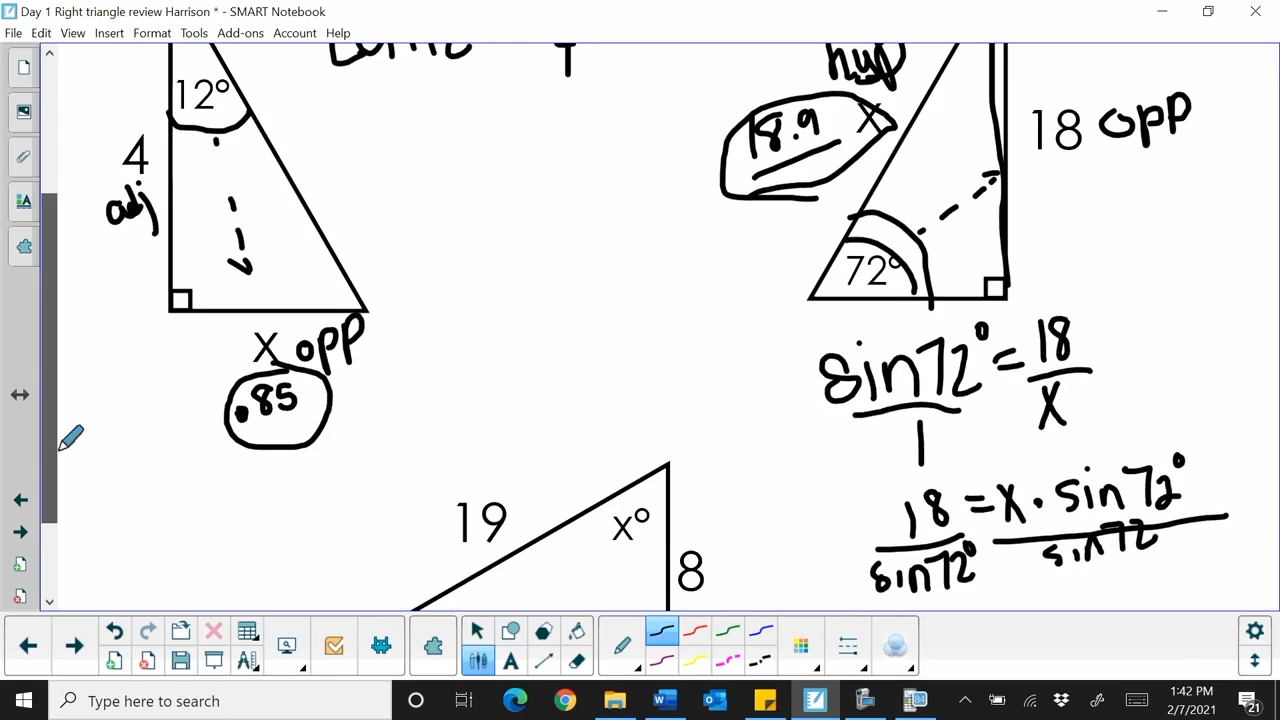 Day 1 Right triangle review Harrison * - SMART Notebook
File Edit View Insert Format Tools Add-ons Account Help
12°
4
adj
x opp
.85
hyp
18.9
x
18 opp
72°
sin72° = 18/x
1
18 = x · sin72°
sin72° sin72
19
x°
8
Type here to search
84
1:42 PM
2/7/2021
21